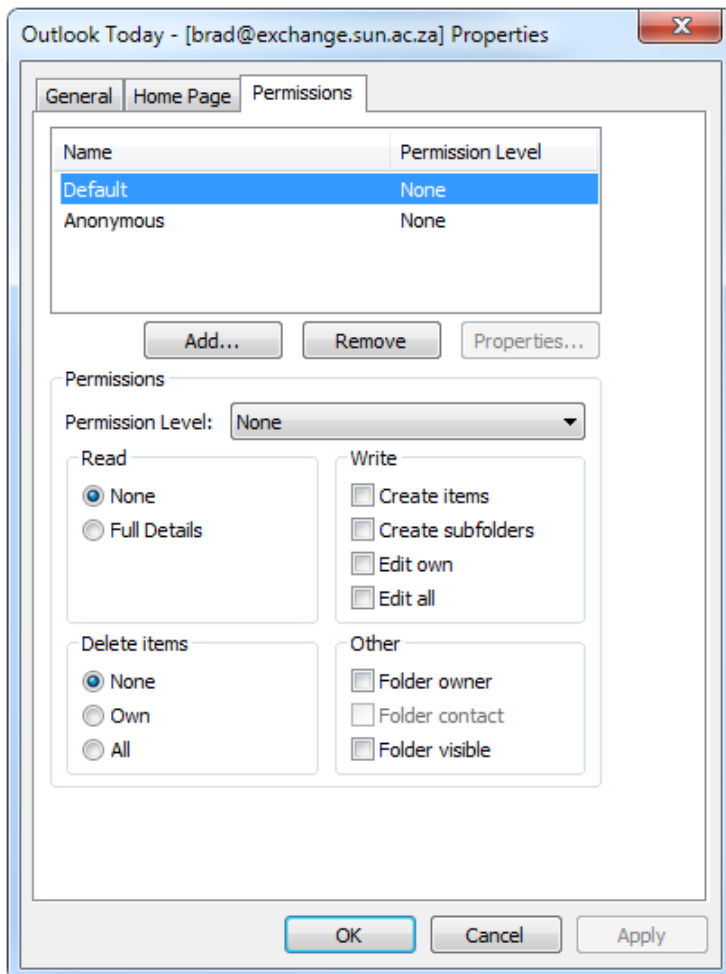 Outlook Today - [brad@exchange.sun.ac.za] Properties
General Home Page Permissions
Name Permission Level
Default None
Anonymous None
Add... Remove Properties...
Permissions
Permission Level: None
Read
None
Full Details
Write
Create items
Create subfolders
Edit own
Edit all
Delete items
None
Own
All
Other
Folder owner
Folder contact
Folder visible
OK Cancel Apply